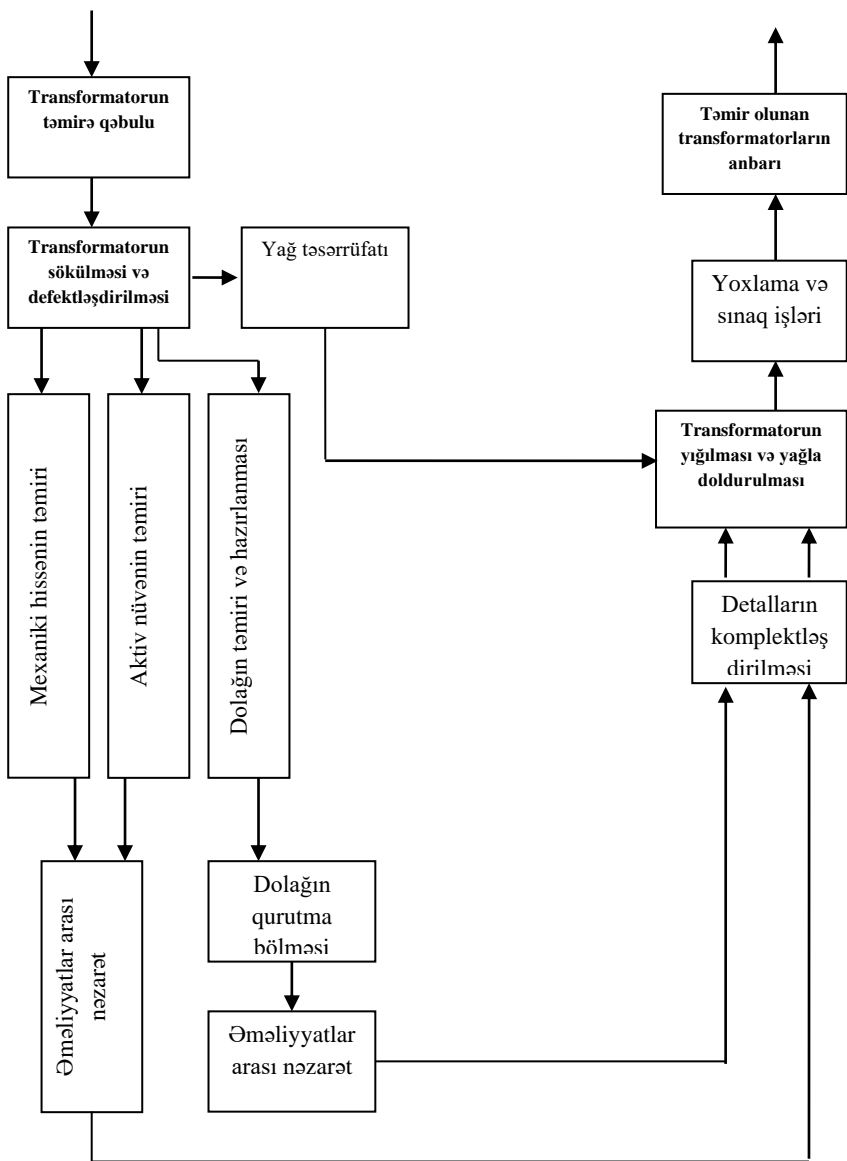 Transformatorun
təmirə qəbulu
Təmir olunan
transformatorların
anbarı
Transformatorun
sökülməsi və
defektləşdirilməsi
Yağ təsərrüfatı
Yoxlama və
sınaq işləri
Mexaniki hissənin təmiri
Aktiv nüvənin təmiri
Dolağın təmiri və hazırlanması
Transformatorun
yığılması və yağla
doldurulması
Detalların
komplektləş
dirilməsi
Əməliyyatlar arası
nəzarət
Dolağın
qurutma
bölməsi
Əməliyyatlar
arası nəzarət